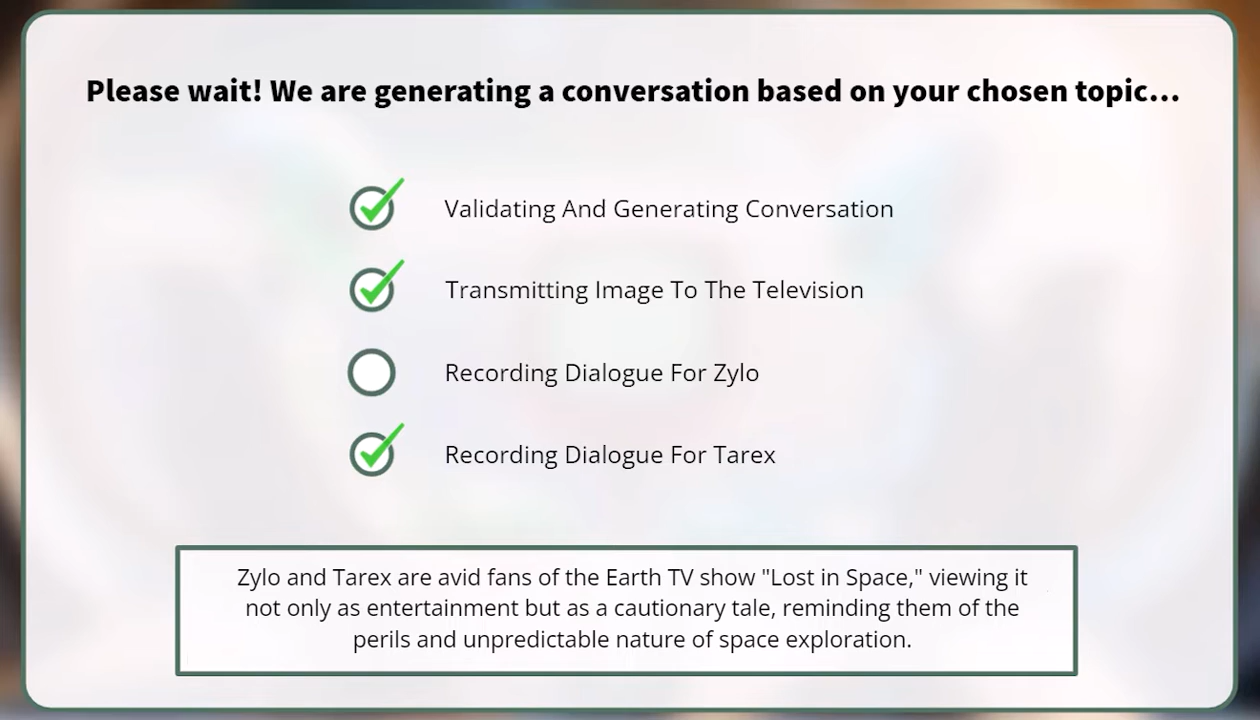 Please wait! We are generating a conversation based on your chosen topic...
Validating And Generating Conversation
Transmitting Image To The Television
Recording Dialogue For Zylo
Recording Dialogue For Tarex
Zylo and Tarex are avid fans of the Earth TV show "Lost in Space," viewing it
not only as entertainment but as a cautionary tale, reminding them of the
perils and unpredictable nature of space exploration.